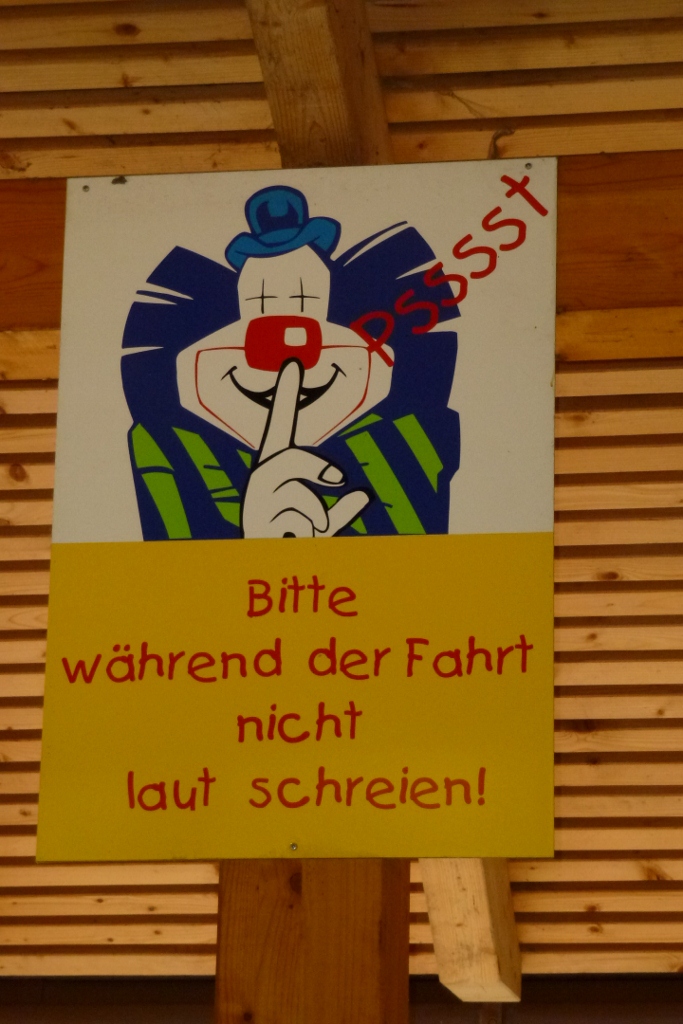 Psssst
Bitte
während der Fahrt
nicht
laut schreien!